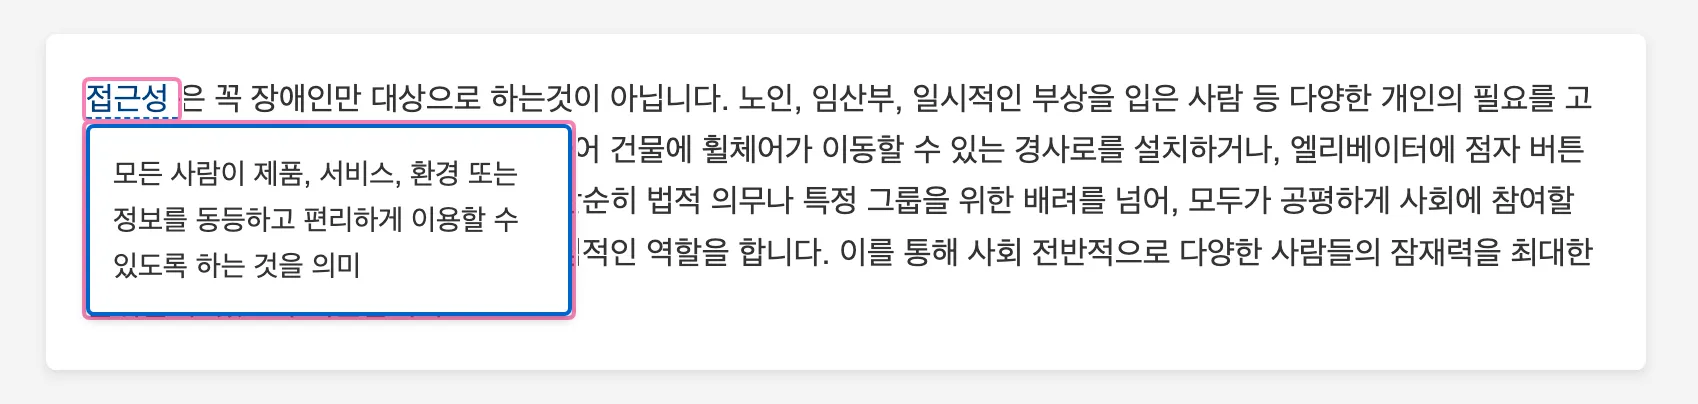 접근성 은 꼭 장애인만 대상으로 하는것이 아닙니다. 노인, 임산부, 일시적인 부상을 입은 사람 등 다양한 개인의 필요를 고
어 건물에 휠체어가 이동할 수 있는 경사로를 설치하거나, 엘리베이터에 점자 버튼
순히 법적 의무나 특정 그룹을 위한 배려를 넘어, 모두가 공평하게 사회에 참여할
적인 역할을 합니다. 이를 통해 사회 전반적으로 다양한 사람들의 잠재력을 최대한
모든 사람이 제품, 서비스, 환경 또는
정보를 동등하고 편리하게 이용할 수
있도록 하는 것을 의미